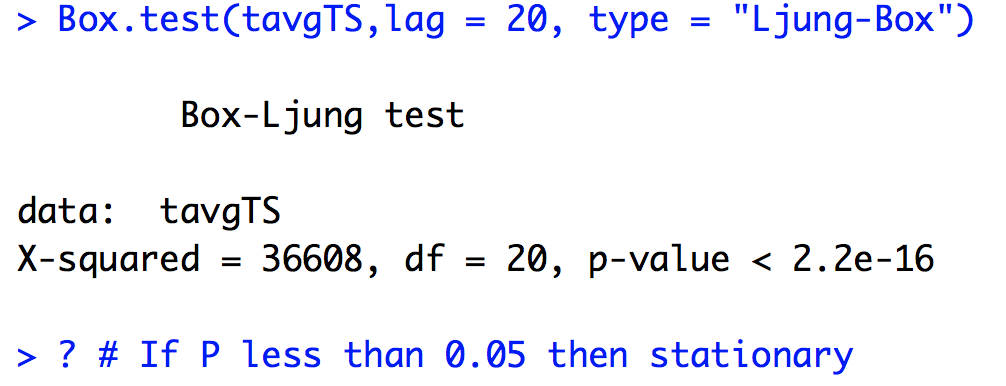 > Box.test(tavgTS,lag = 20, type = "Ljung-Box")
Box-Ljung test
data:  tavgTS
X-squared = 36608, df = 20, p-value < 2.2e-16
> ? # If P less than 0.05 then stationary